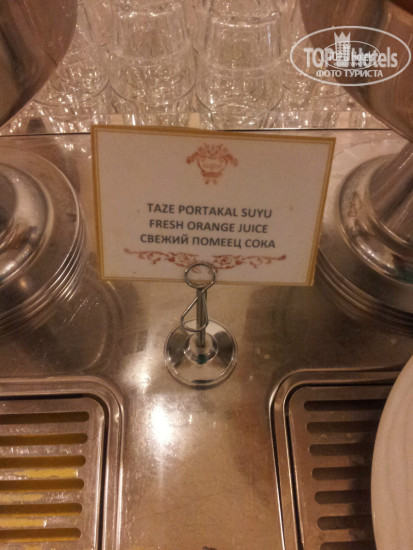 TOP Hotels
ФОТО ТУРИСТА
TAZE PORTAKAL SUYU
FRESH ORANGE JUICE
СВЕЖИЙ ПОМЕЕЦ СОКА